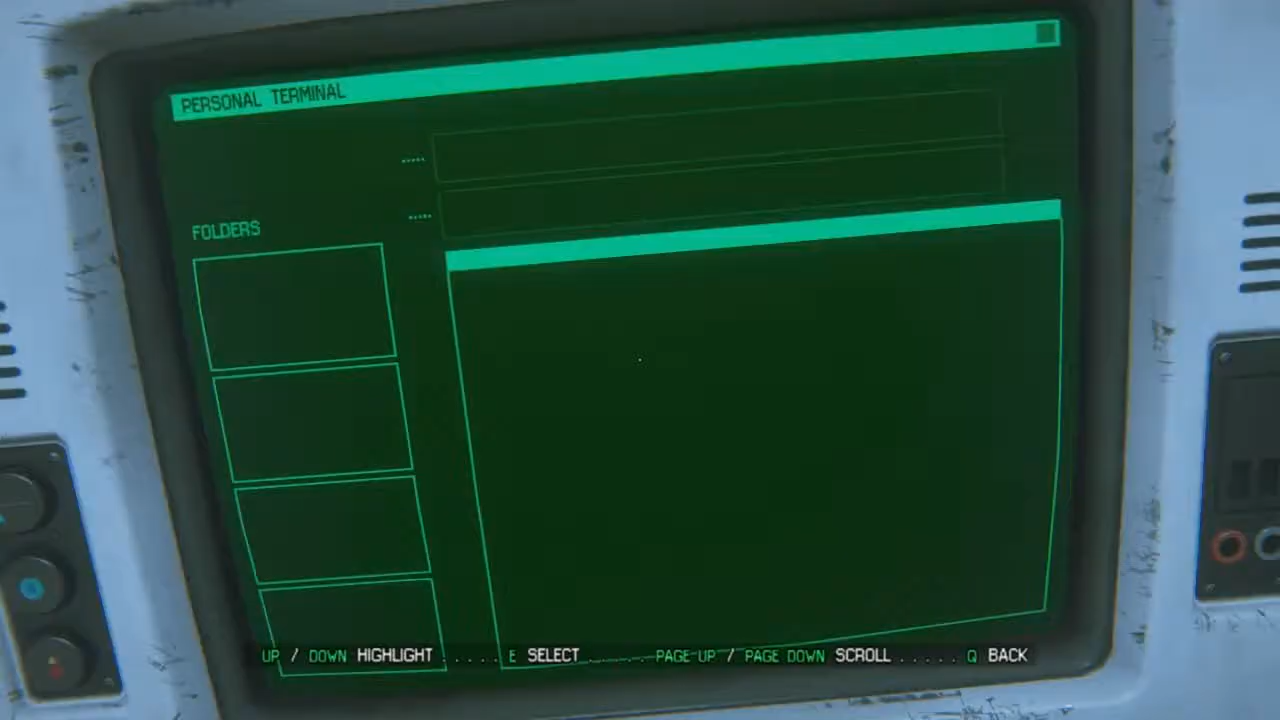 PERSONAL TERMINAL
FOLDERS
UP / DOWN HIGHLIGHT ..... E SELECT ....... PAGE UP / PAGE DOWN SCROLL ..... Q BACK